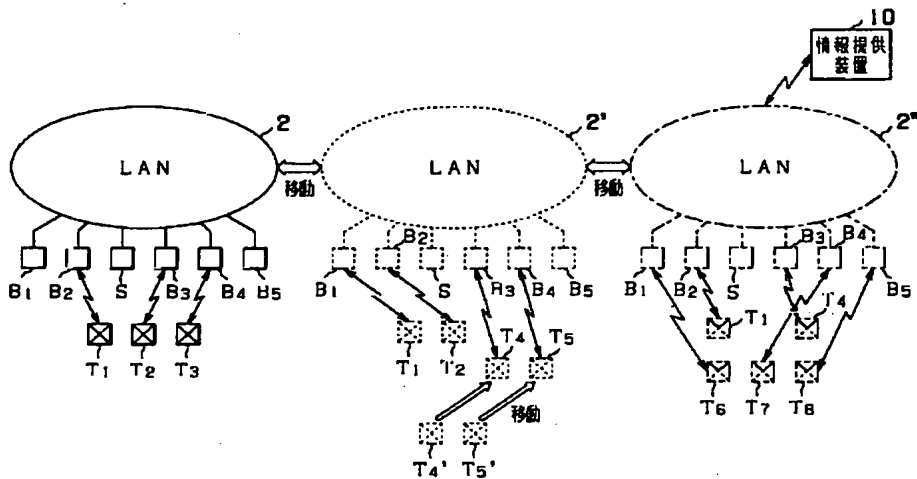 10
情報提供
装置
2
2'
2"
LAN
LAN
LAN
移動
移動
B1 B2 S B3 B4 B5
B1 B2 S B3 B4 B5
B1 B2 S B3 B4 B5
T1 T2 T3
T1 T2 T4 T5
T1 T4
T6 T7 T8
移動
T4' T5'